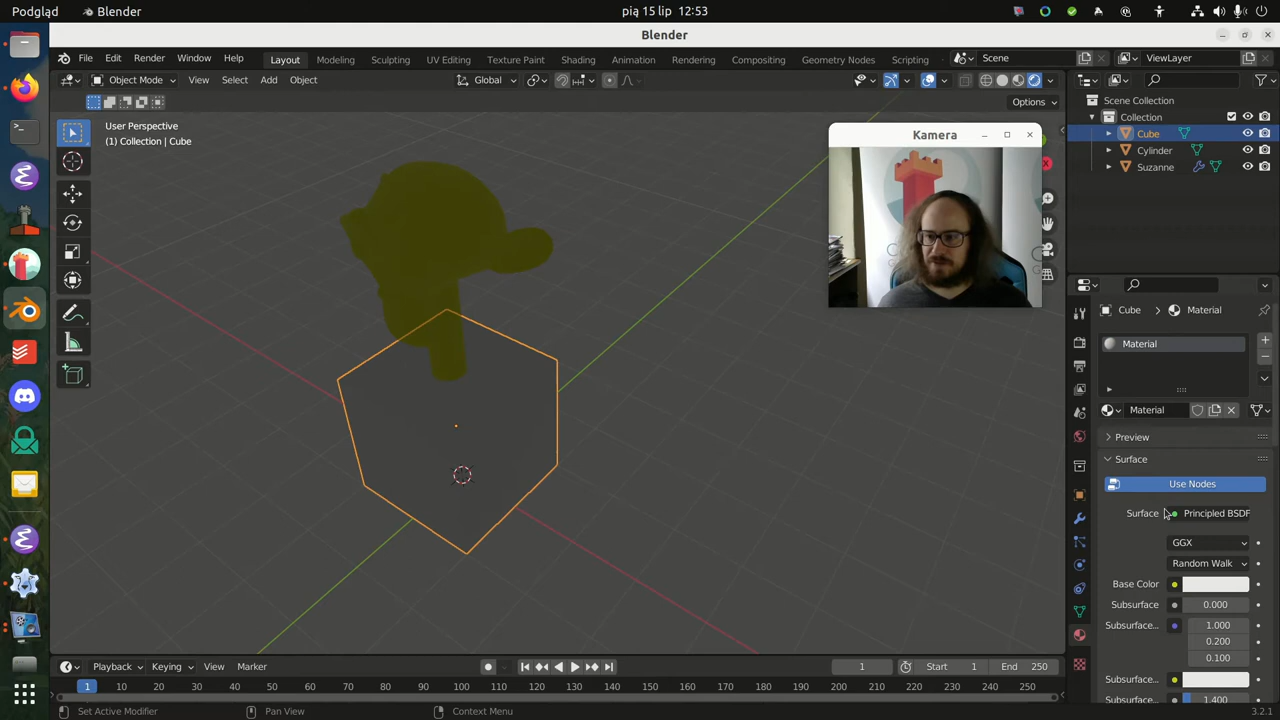 Podgląd
pią 15 lip 12:53
Blender
File Edit Render Window Help
Layout Modeling Sculpting UV Editing Texture Paint Shading Animation Rendering Compositing Geometry Nodes Scripting
Scene
ViewLayer
Object Mode View Select Add Object
Global
Options
User Perspective
(1) Collection | Cube
Kamera
Scene Collection
Collection
Cube
Cylinder
Suzanne
Cube > Material
Material
Material
Preview
Surface
Use Nodes
Surface Principled BSDF
GGX
Random Walk
Base Color
Subsurface 0.000
Subsurface... 1.000
0.200
0.100
Subsurface...
Subsurface... 1.400
Playback Keying View Marker
1
Start 1
End 250
1 10 20 30 40 50 60 70 80 90 100 110 120 130 140 150 160 170 180 190 200 210 220 230 240 250
Set Active Modifier
Pan View
Context Menu
3.2.1